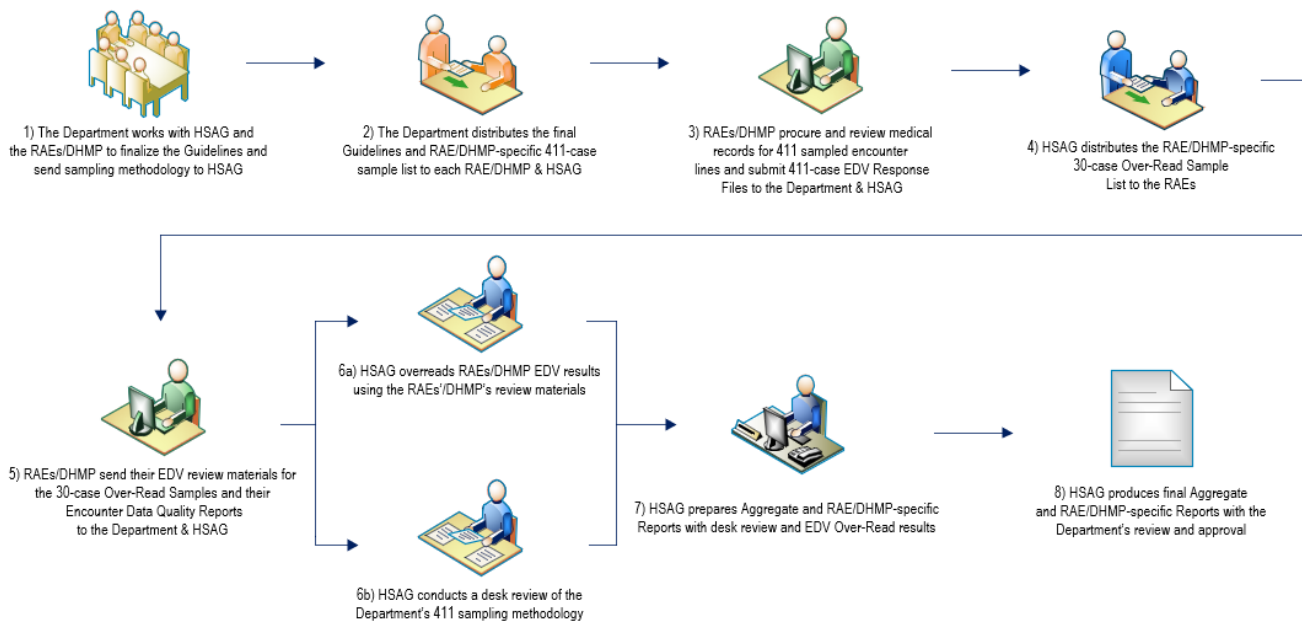 1) The Department works with HSAG and
the RAEs/DHMP to finalize the Guidelines and
send sampling methodology to HSAG
2) The Department distributes the final
Guidelines and RAE/DHMP-specific 411-case
sample list to each RAE/DHMP & HSAG
3) RAEs/DHMP procure and review medical
records for 411 sampled encounter
lines and submit 411-case EDV Response
Files to the Department & HSAG
4) HSAG distributes the RAE/DHMP-specific
30-case Over-Read Sample
List to the RAEs
5) RAEs/DHMP send their EDV review materials for
the 30-case Over-Read Samples and their
Encounter Data Quality Reports
to the Department & HSAG
6a) HSAG overreads RAEs/DHMP EDV results
using the RAEs'/DHMP's review materials
6b) HSAG conducts a desk review of the
Department's 411 sampling methodology
7) HSAG prepares Aggregate and RAE/DHMP-specific
Reports with desk review and EDV Over-Read results
8) HSAG produces final Aggregate
and RAE/DHMP-specific Reports with the
Department's review and approval